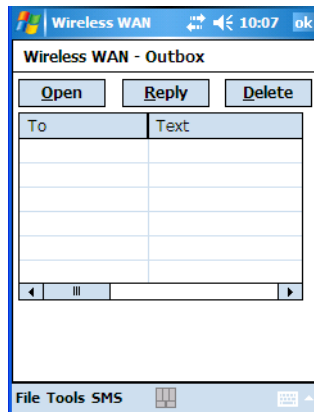 Wireless WAN 10:07 ok
Wireless WAN - Outbox
Open Reply Delete
To Text
File Tools SMS